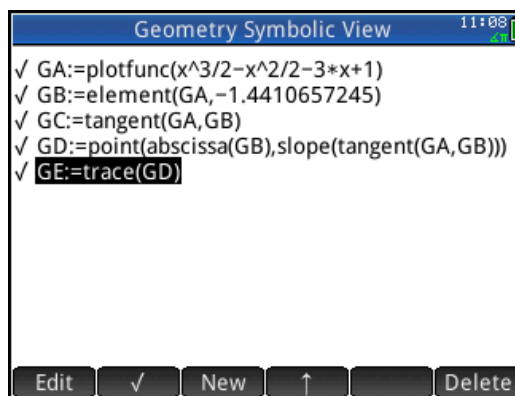 Geometry Symbolic View 11:08
∡π
√ GA:=plotfunc(x^3/2−x^2/2−3*x+1)
√ GB:=element(GA,−1.4410657245)
√ GC:=tangent(GA,GB)
√ GD:=point(abscissa(GB),slope(tangent(GA,GB)))
√ GE:=trace(GD)
Edit √ New ↑ Delete